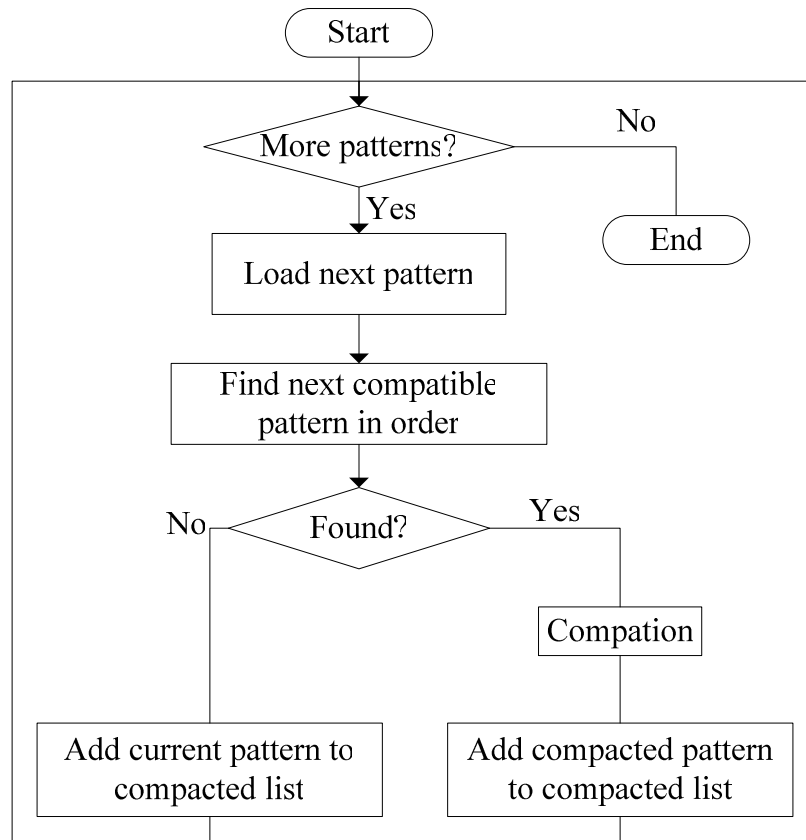 Start
More patterns?
No
Yes
End
Load next pattern
Find next compatible
pattern in order
Found?
No
Yes
Compation
Add current pattern to
compacted list
Add compacted pattern
to compacted list